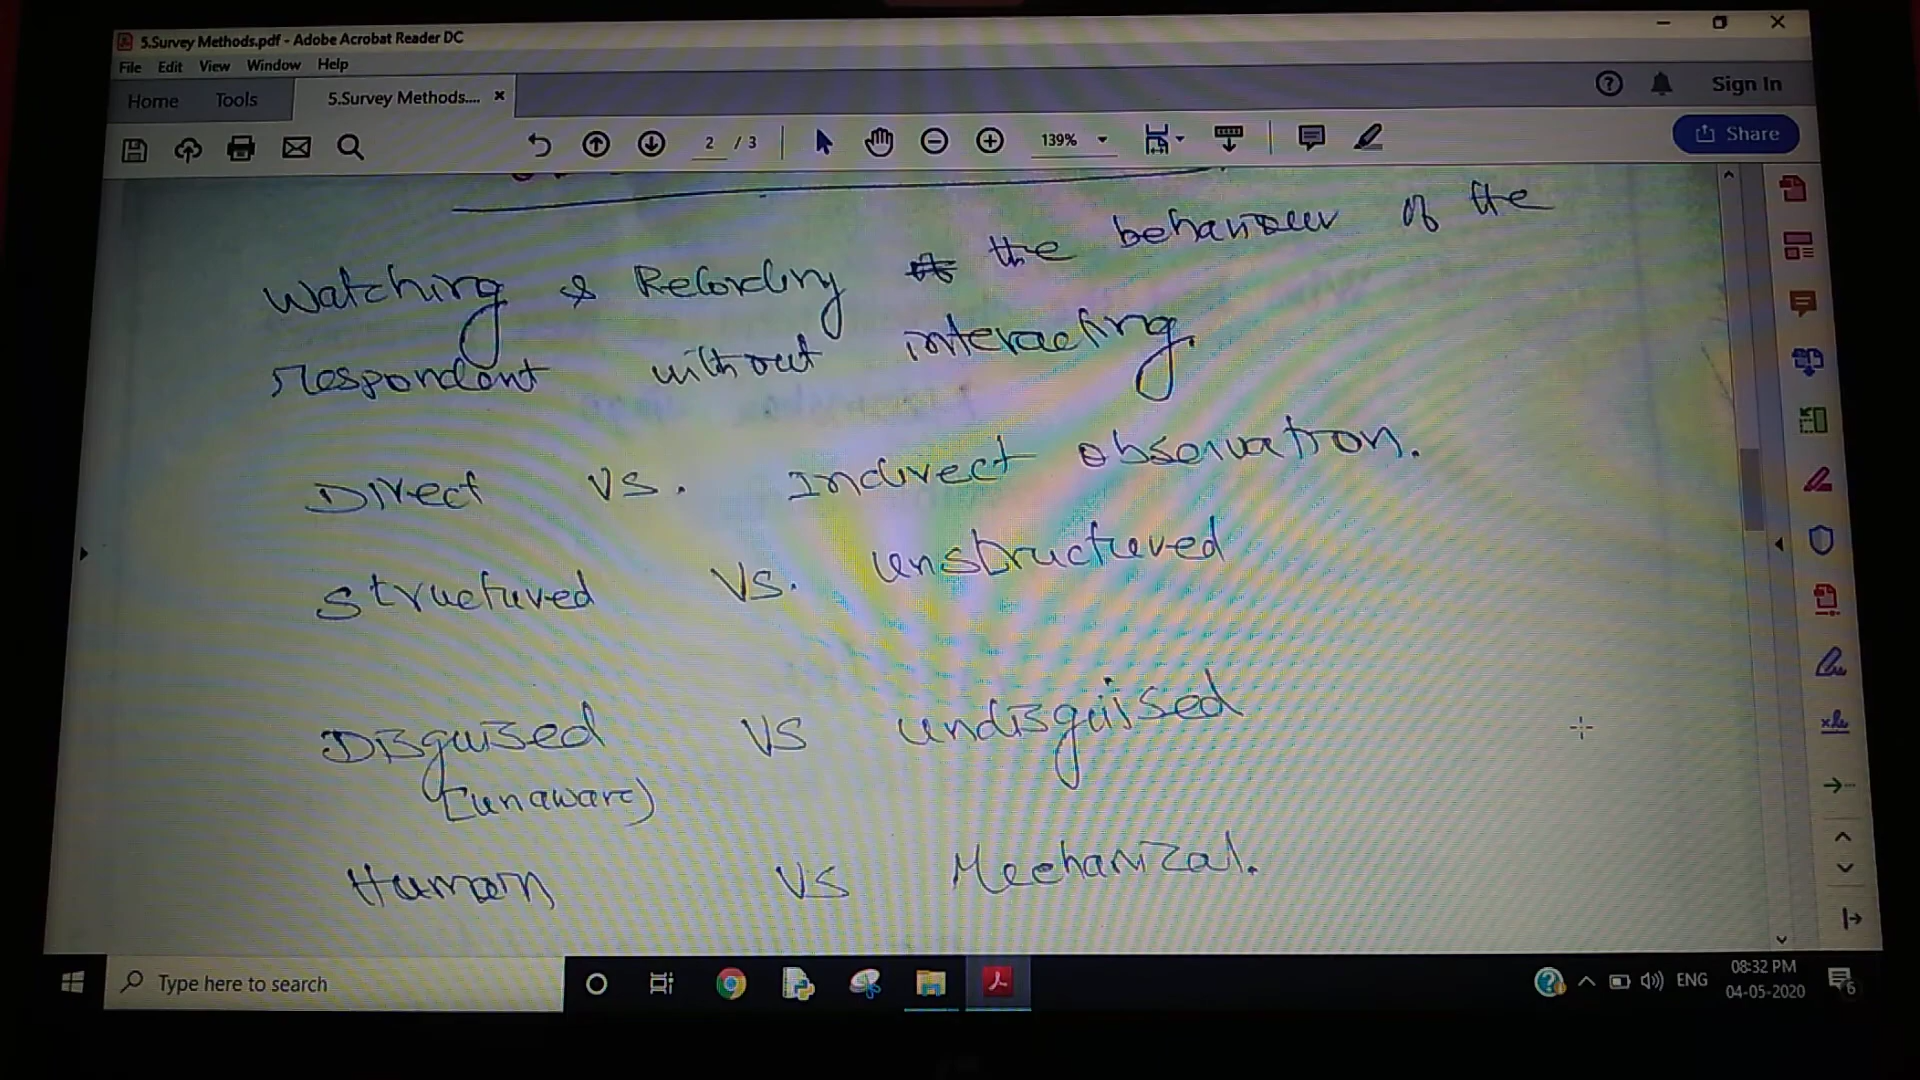 5.Survey Methods.pdf - Adobe Acrobat Reader DC
File Edit View Window Help
Home Tools 5.Survey Methods.... × Sign In
2 / 3 139% Share
Watching & Recording the behaviour of the
respondent without interacting.
Direct vs. Indirect observation.
structured vs. unstructured
Disguised vs undisguised
(unaware)
Human vs Mechanical.
Type here to search
ENG 08:32 PM
04-05-2020 6